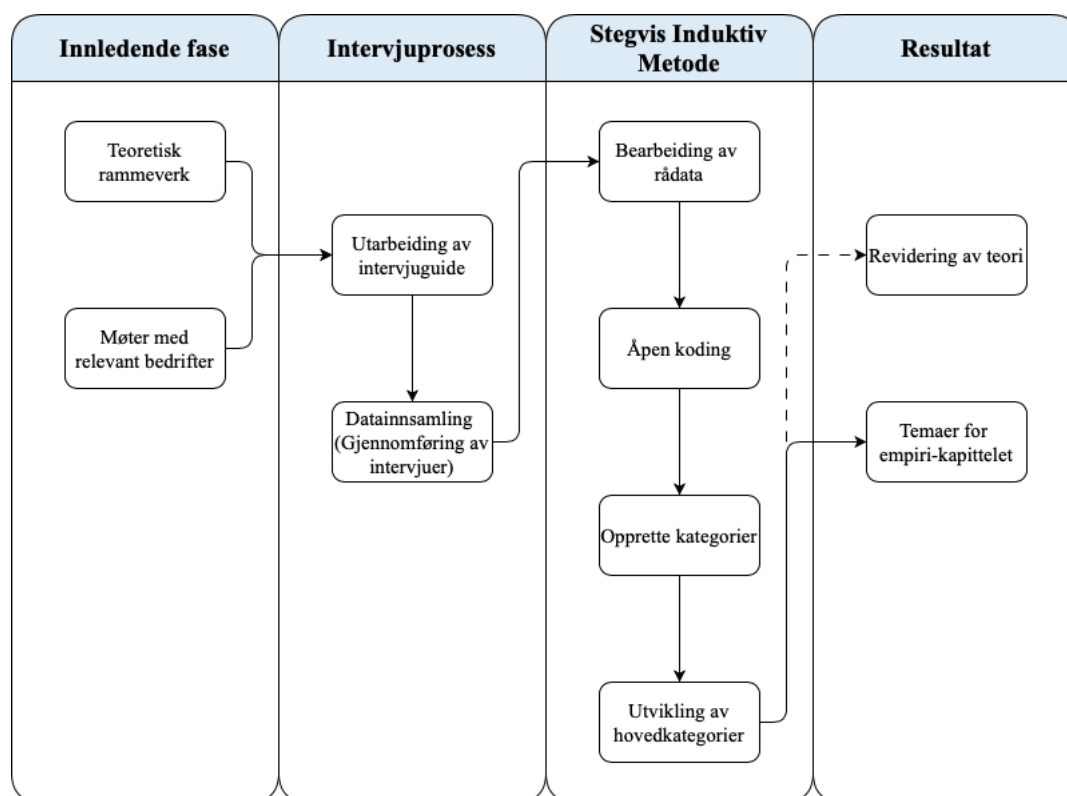 Innledende fase
Intervjuprosess
Stegvis Induktiv
Metode
Resultat
Teoretisk
rammeverk
Møter med
relevant bedrifter
Utarbeiding av
intervjuguide
Datainnsamling
(Gjennomføring av
intervjuer)
Bearbeiding av
rådata
Åpen koding
Opprette kategorier
Utvikling av
hovedkategorier
Revidering av teori
Temaer for
empiri-kapittelet